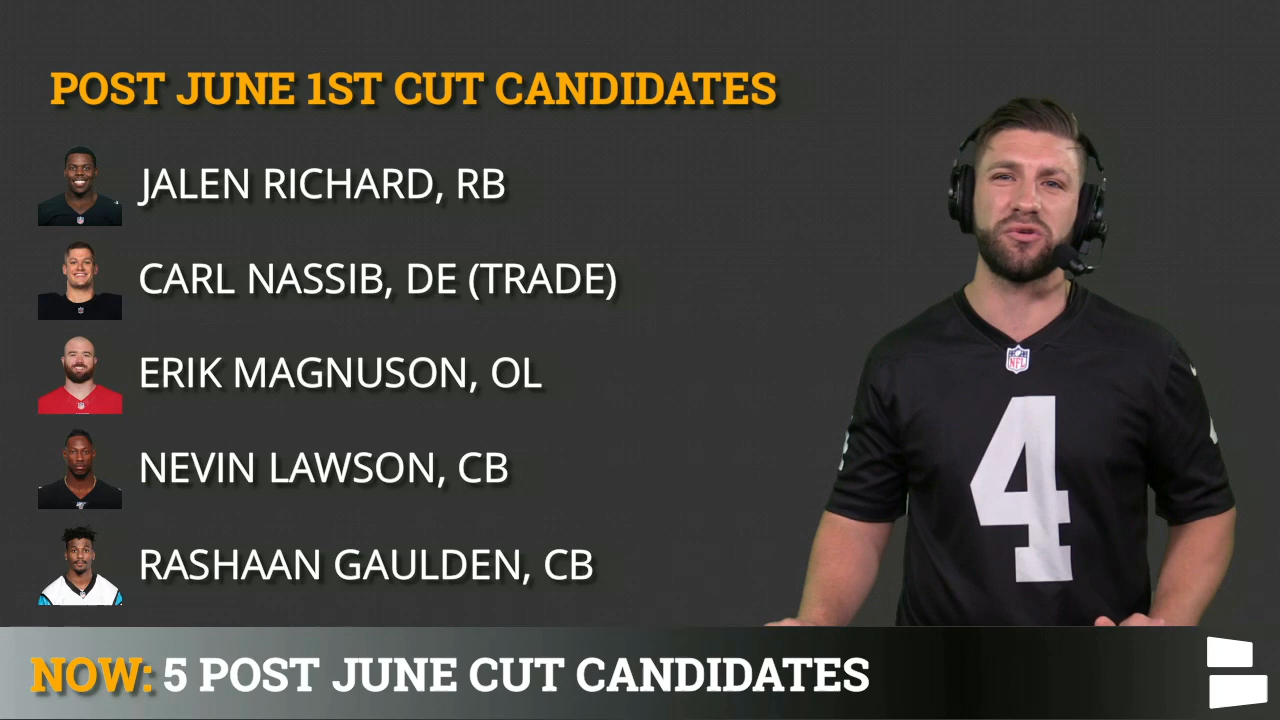 POST JUNE 1ST CUT CANDIDATES
JALEN RICHARD, RB
CARL NASSIB, DE (TRADE)
ERIK MAGNUSON, OL
NEVIN LAWSON, CB
RASHAAN GAULDEN, CB
NFL
4
NOW: 5 POST JUNE CUT CANDIDATES